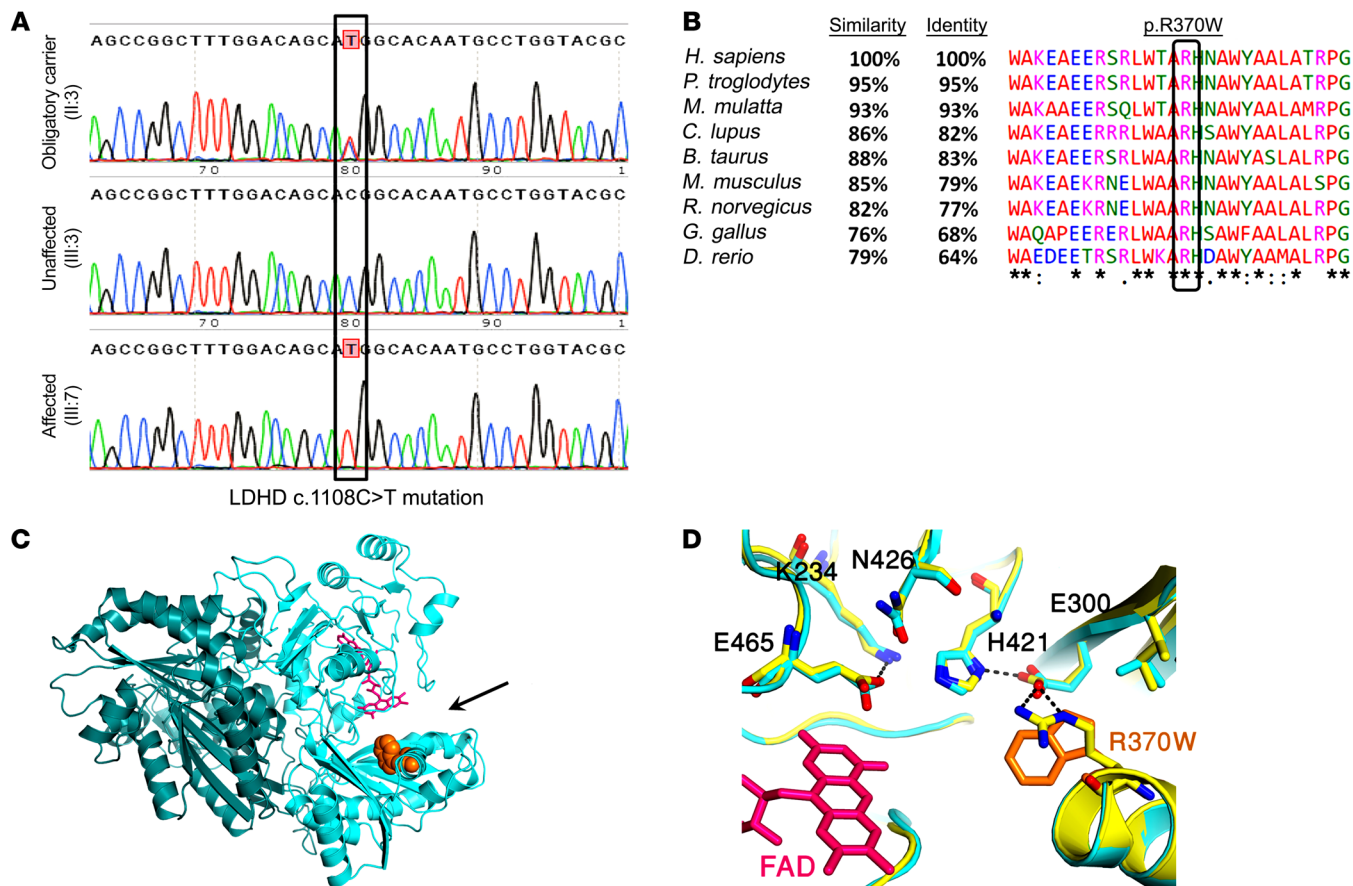 A
Obligatory carrier
(II:3)
AGCCGGCTTTGGACAGCATGGCACAATGCCTGGTACGC
70 80 90 1
Unaffected
(III:3)
AGCCGGCTTTGGACAGCACGGCACAATGCCTGGTACGC
70 80 90 1
Affected
(III:7)
AGCCGGCTTTGGACAGCATGGCACAATGCCTGGTACGC
LDHD c.1108C>T mutation
B
Similarity Identity p.R370W
H. sapiens 100% 100% WAKEAEERSRLWTARHNAWYAALATRPG
P. troglodytes 95% 95% WAKEAEERSRLWTARHNAWYAALATRPG
M. mulatta 93% 93% WAKAAEERSQLWTARHNAWYAALAMRPG
C. lupus 86% 82% WAKEAEERRRLWAARHSAWYAALALRPG
B. taurus 88% 83% WAKEAEERSRLWAARHNAWYASLALRPG
M. musculus 85% 79% WAKEAEKRNELWAARHNAWYAALALSPG
R. norvegicus 82% 77% WAKEAEKRNELWAARHNAWYAALALRPG
G. gallus 76% 68% WAQAPEERERLWAARHSAWFAALALRPG
D. rerio 79% 64% WAEDEETRSRLWKARHDAWYAAMALRPG
**:  * * .** ***.**:*::*  **
C
D
K234
N426
E300
E465
H421
R370W
FAD